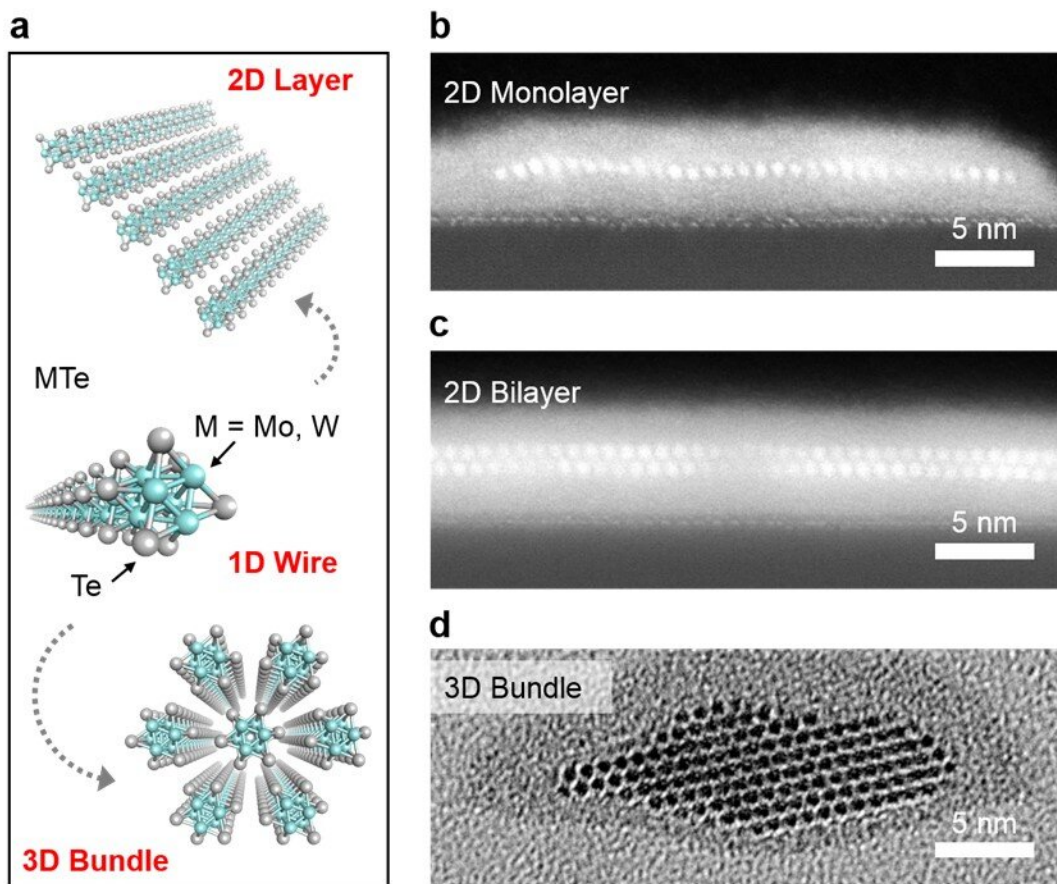 a
2D Layer
MTe
M = Mo, W
Te
1D Wire
3D Bundle
b
2D Monolayer
5 nm
c
2D Bilayer
5 nm
d
3D Bundle
5 nm